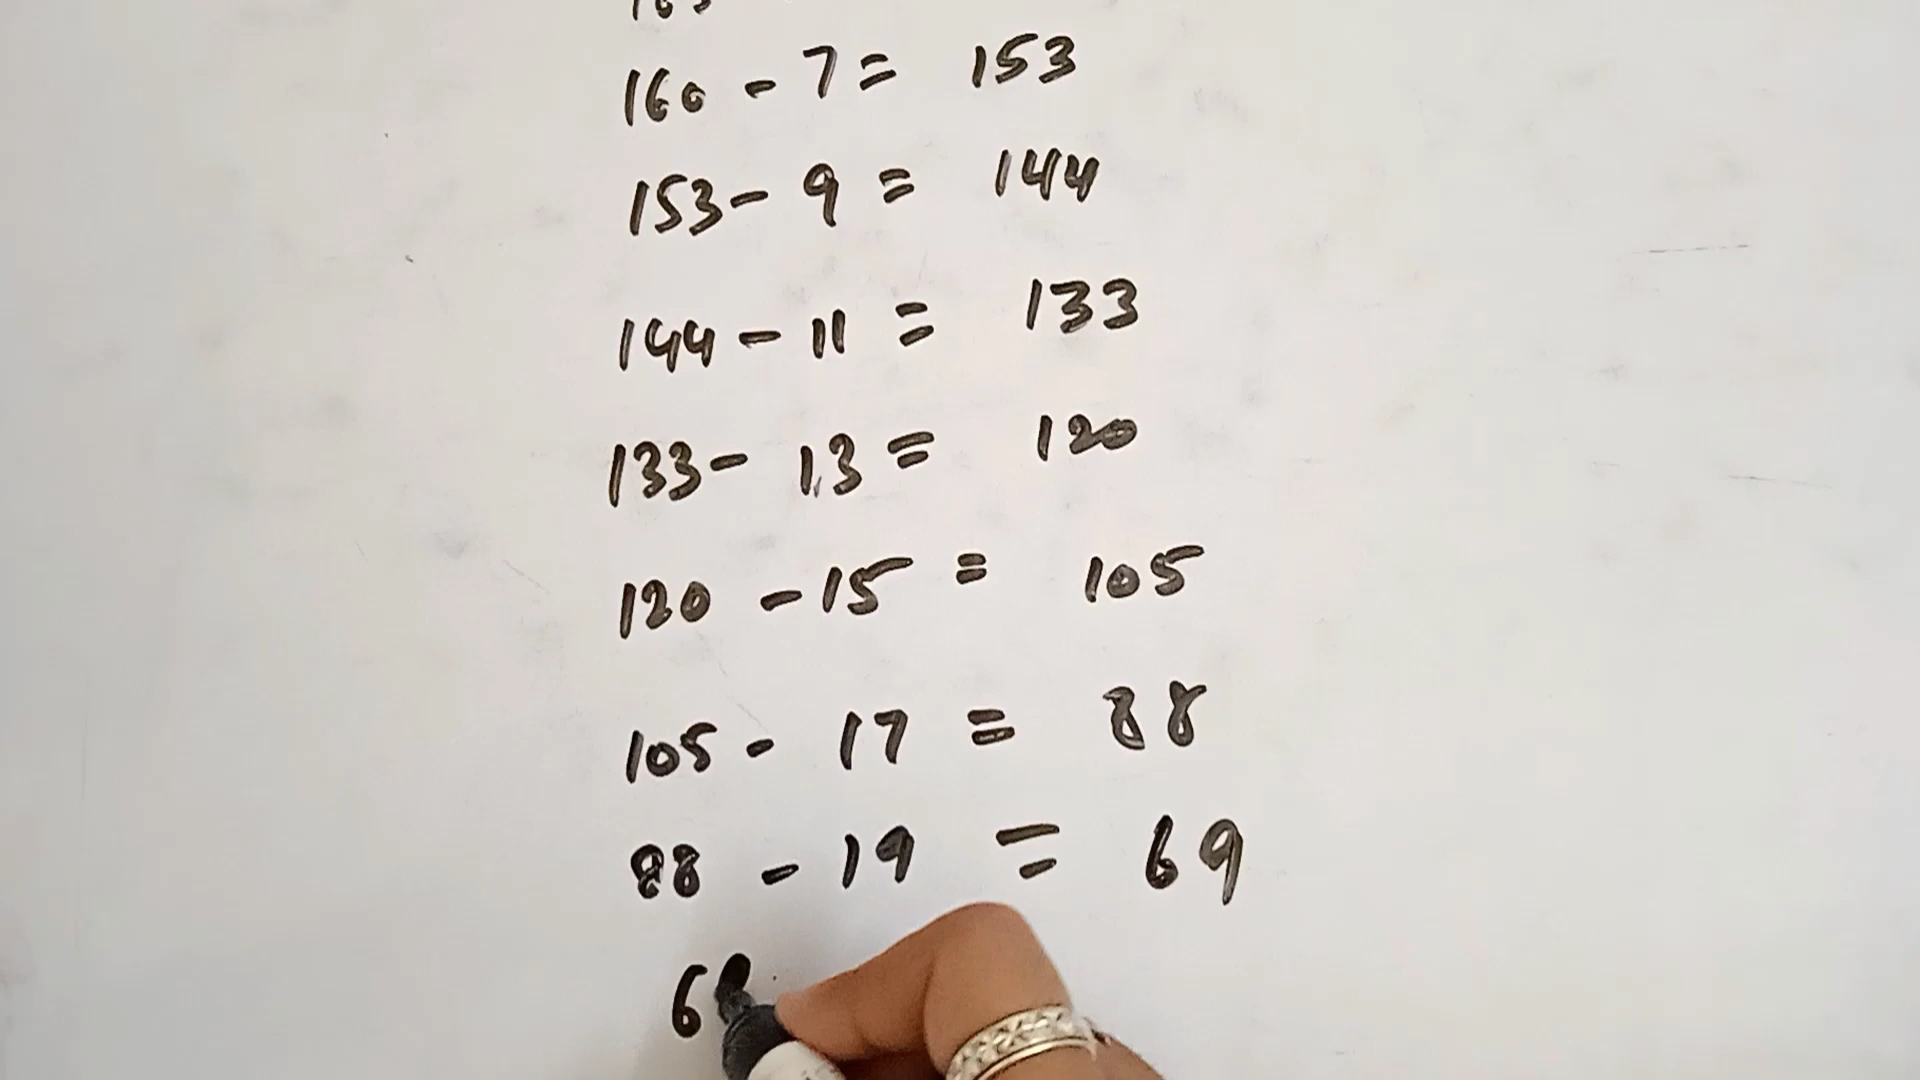 160 - 7 = 153
153 - 9 = 144
144 - 11 = 133
133 - 13 = 120
120 - 15 = 105
105 - 17 = 88
88 - 19 = 69
6